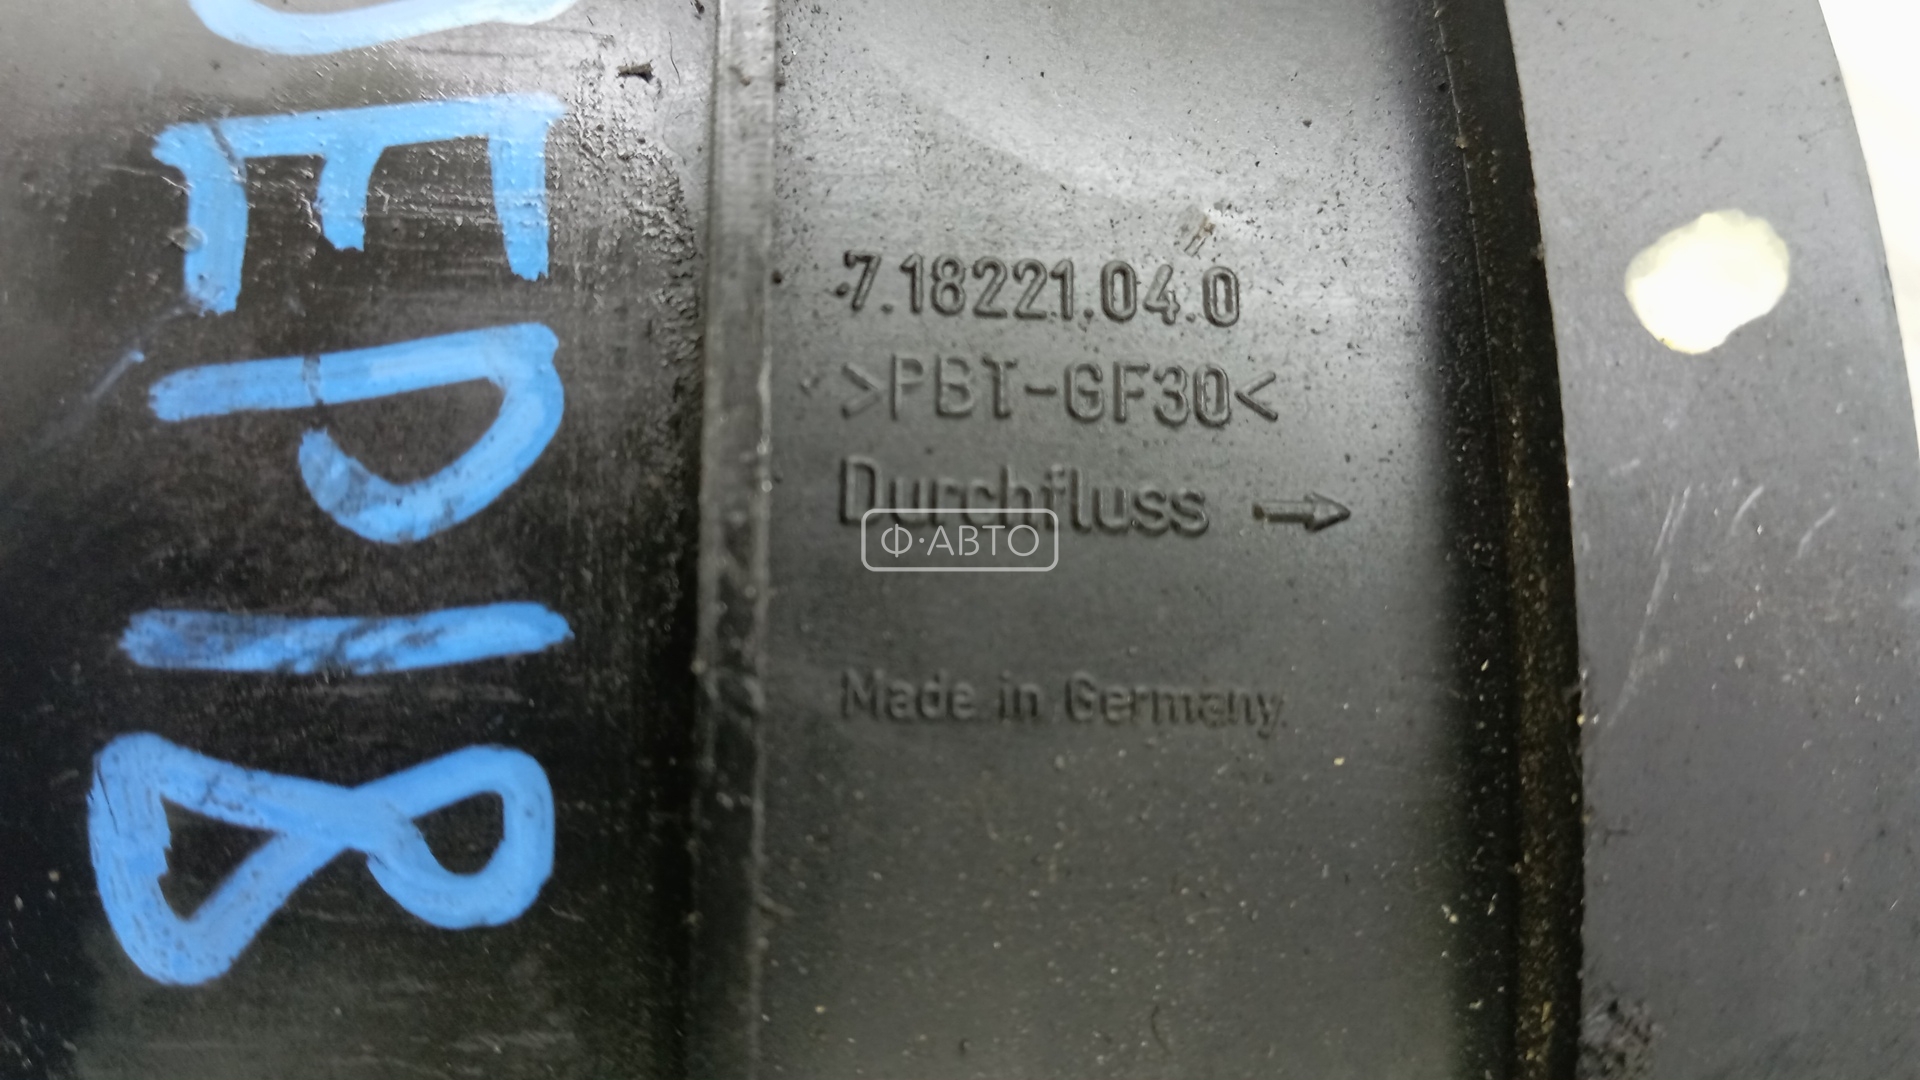 7.18221.04.0
>PBT-GF30<
Durchfluss →
Ф·АВТО
Made in Germany